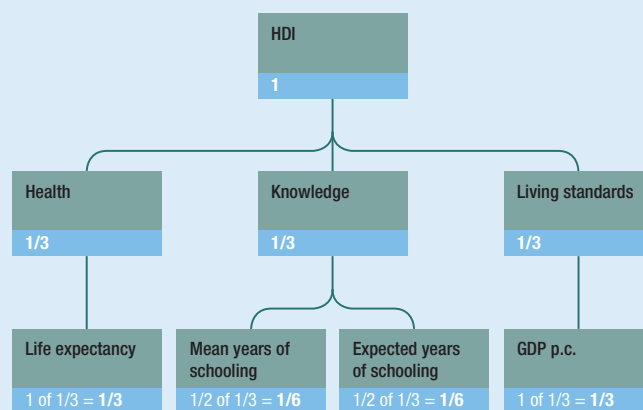 HDI
1
Health
1/3
Knowledge
1/3
Living standards
1/3
Life expectancy
1 of 1/3 = 1/3
Mean years of
schooling
1/2 of 1/3 = 1/6
Expected years
of schooling
1/2 of 1/3 = 1/6
GDP p.c.
1 of 1/3 = 1/3